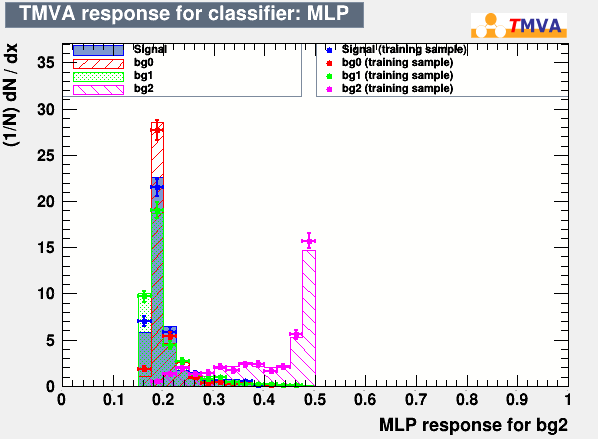 TMVA response for classifier: MLP
TMVA
(1/N) dN / dx
Signal
bg0
bg1
bg2
Signal (training sample)
bg0 (training sample)
bg1 (training sample)
bg2 (training sample)
35
30
25
20
15
10
5
0
0 0.1 0.2 0.3 0.4 0.5 0.6 0.7 0.8 0.9 1
MLP response for bg2